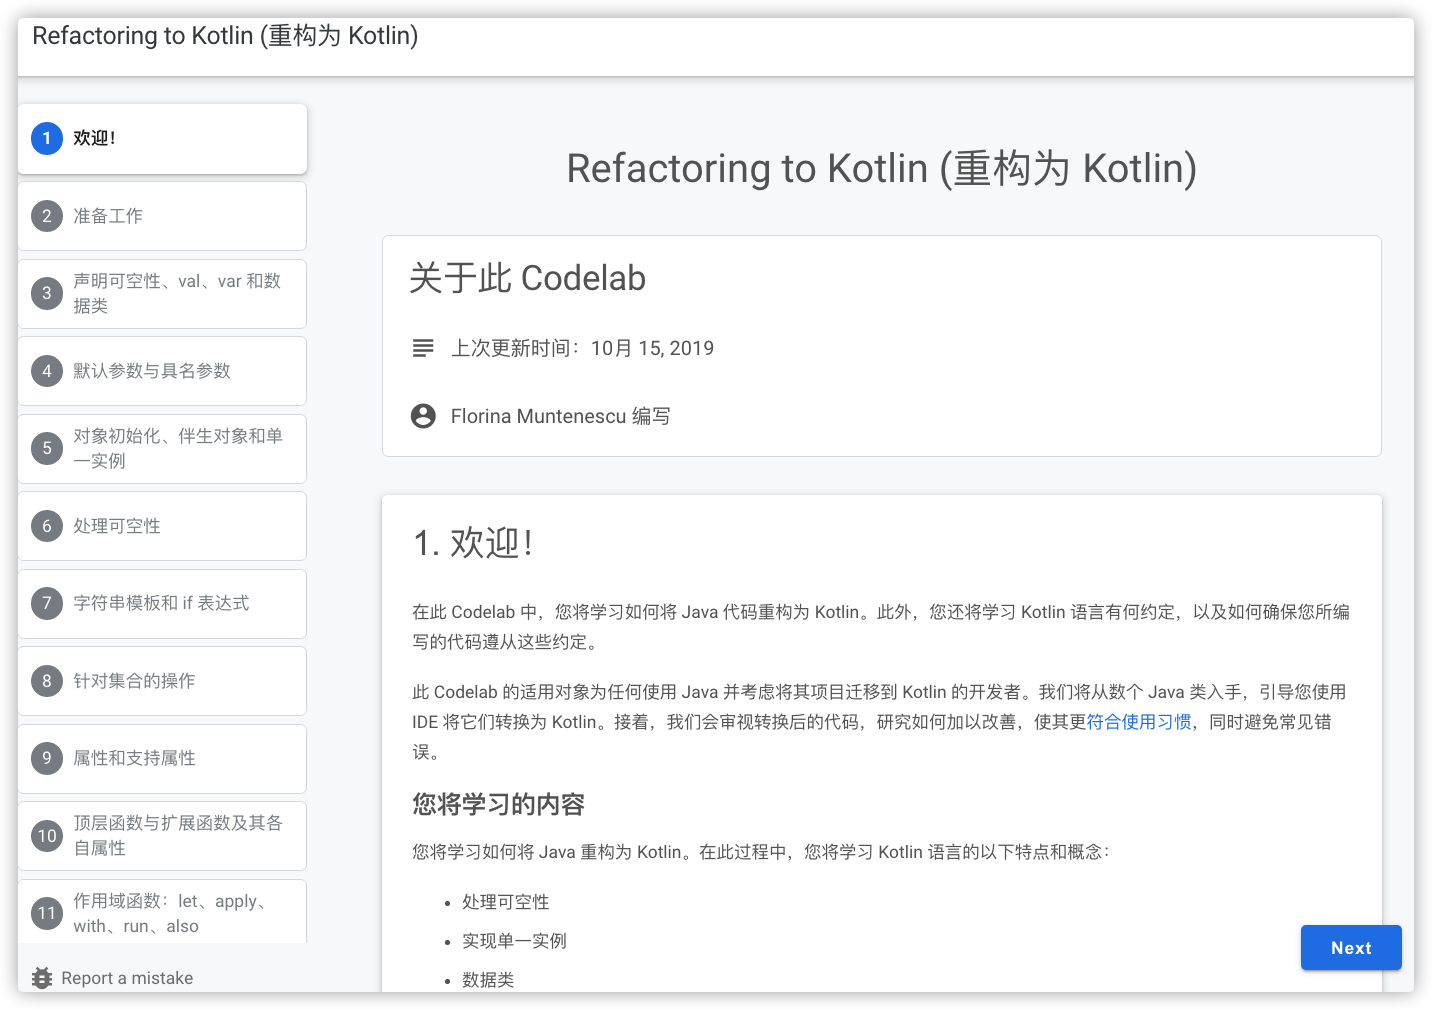 Refactoring to Kotlin (重构为 Kotlin)
1 欢迎！
2 准备工作
3 声明可空性、val、var 和数
据类
4 默认参数与具名参数
5 对象初始化、伴生对象和单
一实例
6 处理可空性
7 字符串模板和 if 表达式
8 针对集合的操作
9 属性和支持属性
10 顶层函数与扩展函数及其各
自属性
11 作用域函数：let、apply、
with、run、also
Report a mistake
Refactoring to Kotlin (重构为 Kotlin)
关于此 Codelab
上次更新时间：10月 15, 2019
Florina Muntenescu 编写
1. 欢迎！
在此 Codelab 中，您将学习如何将 Java 代码重构为 Kotlin。此外，您还将学习 Kotlin 语言有何约定，以及如何确保您所编
写的代码遵从这些约定。
此 Codelab 的适用对象为任何使用 Java 并考虑将其项目迁移到 Kotlin 的开发者。我们将从数个 Java 类入手，引导您使用
IDE 将它们转换为 Kotlin。接着，我们会审视转换后的代码，研究如何加以改善，使其更符合使用习惯，同时避免常见错
误。
您将学习的内容
您将学习如何将 Java 重构为 Kotlin。在此过程中，您将学习 Kotlin 语言的以下特点和概念：
• 处理可空性
• 实现单一实例
• 数据类
Next